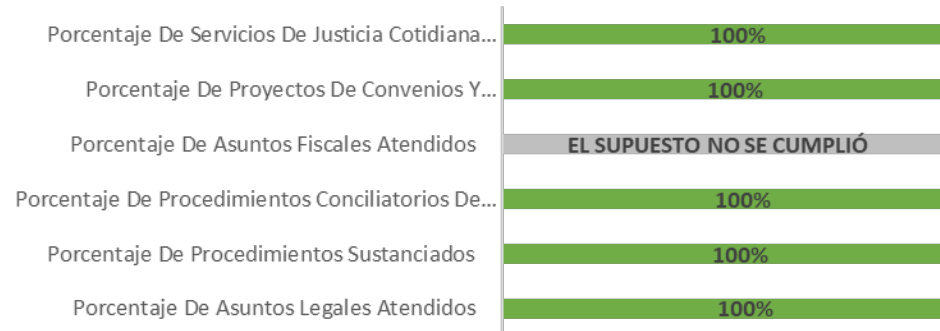 Porcentaje De Servicios De Justicia Cotidiana... 100%
Porcentaje De Proyectos De Convenios Y... 100%
Porcentaje De Asuntos Fiscales Atendidos EL SUPUESTO NO SE CUMPLIÓ
Porcentaje De Procedimientos Conciliatorios De... 100%
Porcentaje De Procedimientos Sustanciados 100%
Porcentaje De Asuntos Legales Atendidos 100%